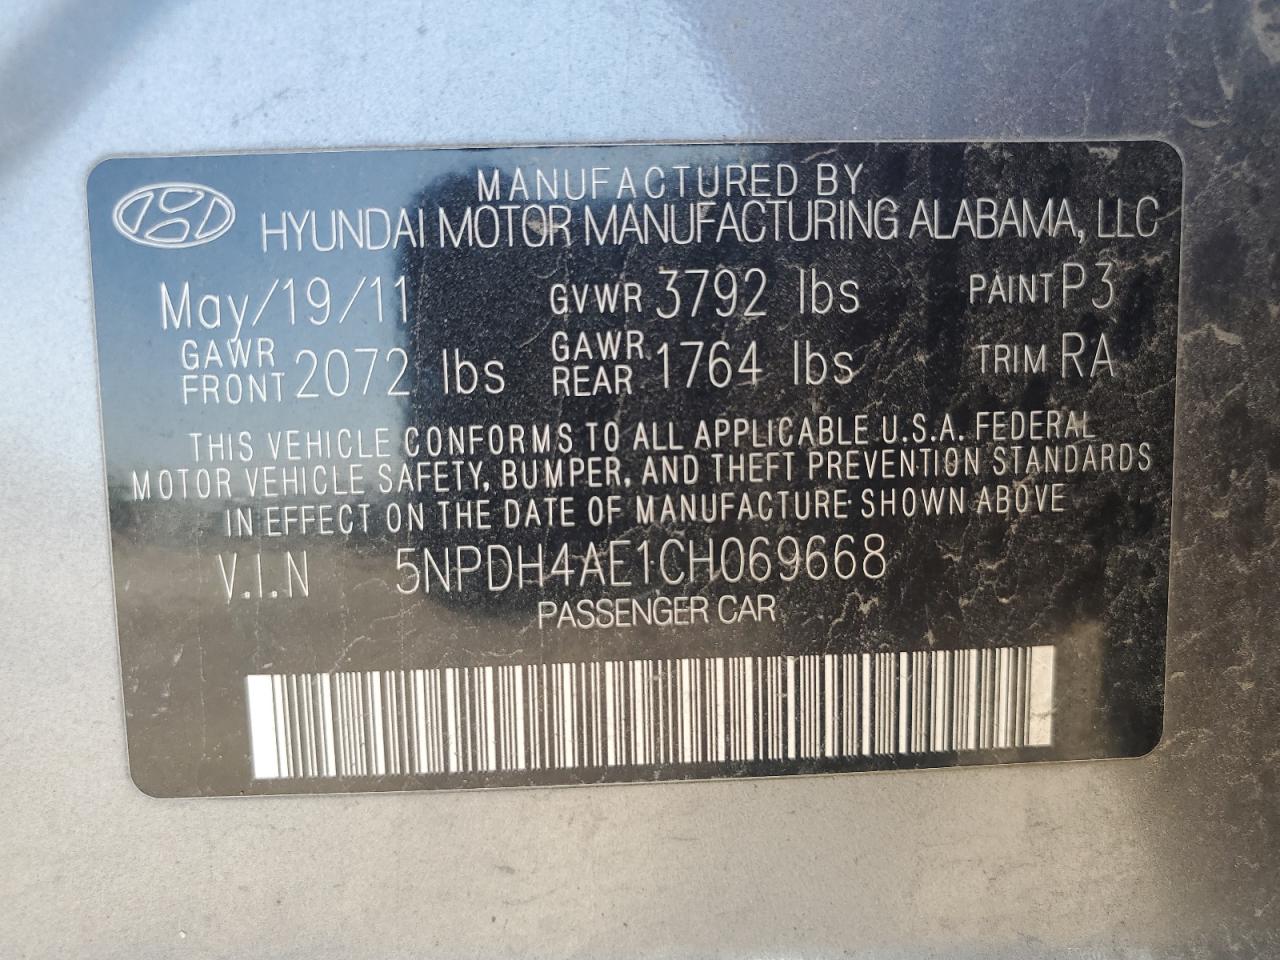 MANUFACTURED BY
HYUNDAI MOTOR MANUFACTURING ALABAMA, LLC
May/19/11 GVWR 3792 lbs PAINT P3
GAWR FRONT 2072 lbs GAWR REAR 1764 lbs TRIM RA
THIS VEHICLE CONFORMS TO ALL APPLICABLE U.S.A. FEDERAL
MOTOR VEHICLE SAFETY, BUMPER, AND THEFT PREVENTION STANDARDS
IN EFFECT ON THE DATE OF MANUFACTURE SHOWN ABOVE
V.I.N 5NPDH4AE1CH069668
PASSENGER CAR